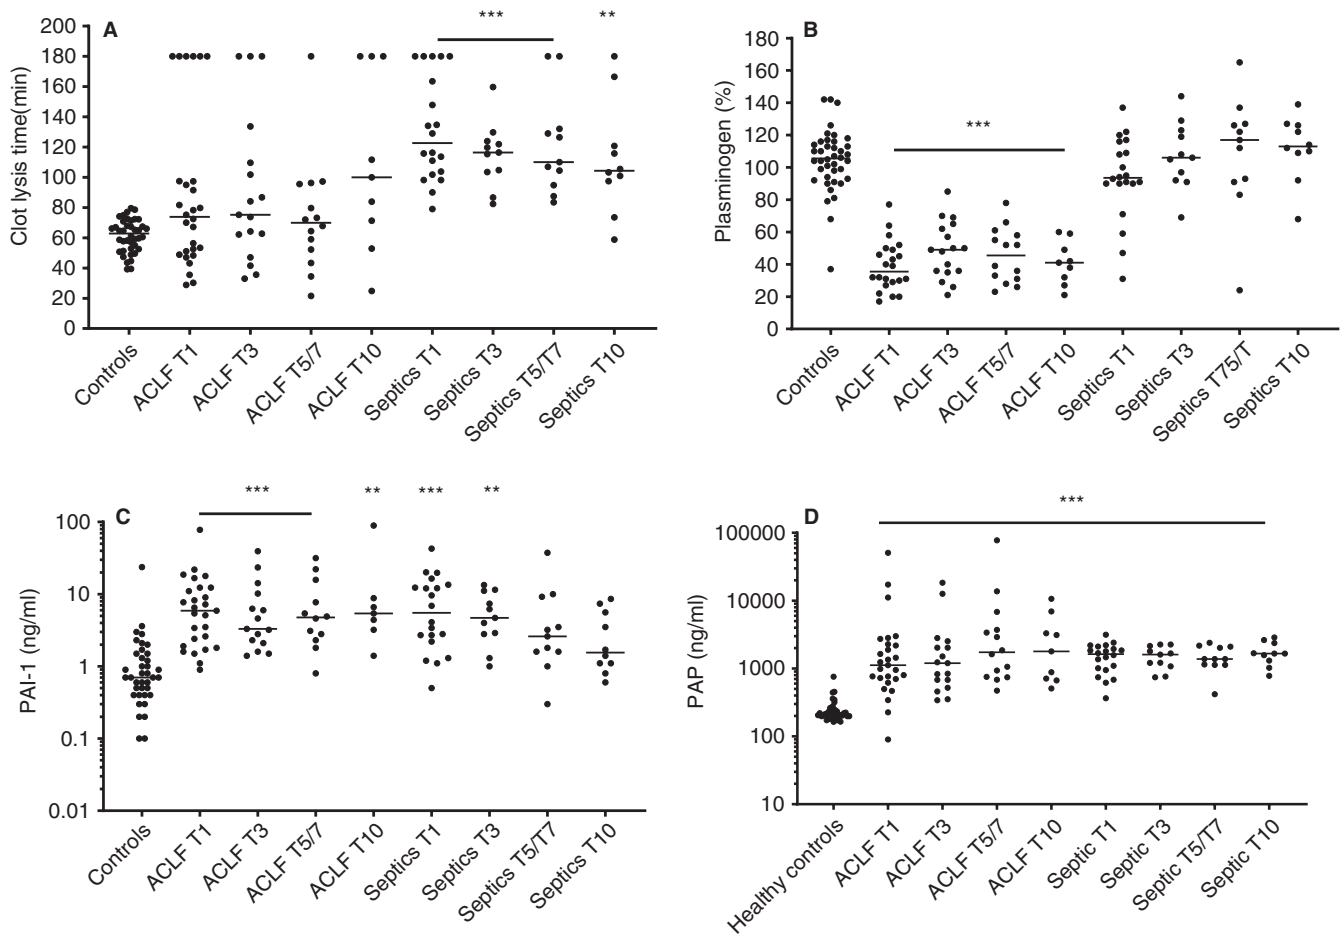 A
*** **
Clot lysis time(min)
200
180
160
140
120
100
80
60
40
20
0
Controls
ACLF T1
ACLF T3
ACLF T5/7
ACLF T10
Septics T1
Septics T3
Septics T5/T7
Septics T10
B
***
Plasminogen (%)
180
160
140
120
100
80
60
40
20
0
Controls
ACLF T1
ACLF T3
ACLF T5/7
ACLF T10
Septics T1
Septics T3
Septics T75/T
Septics T10
C
*** ** *** **
PAI-1 (ng/ml)
100
10
1
0.1
0.01
Controls
ACLF T1
ACLF T3
ACLF T5/7
ACLF T10
Septics T1
Septics T3
Septics T5/T7
Septics T10
D
***
PAP (ng/ml)
100000
10000
1000
100
10
Healthy controls
ACLF T1
ACLF T3
ACLF T5/7
ACLF T10
Septic T1
Septic T3
Septic T5/T7
Septic T10